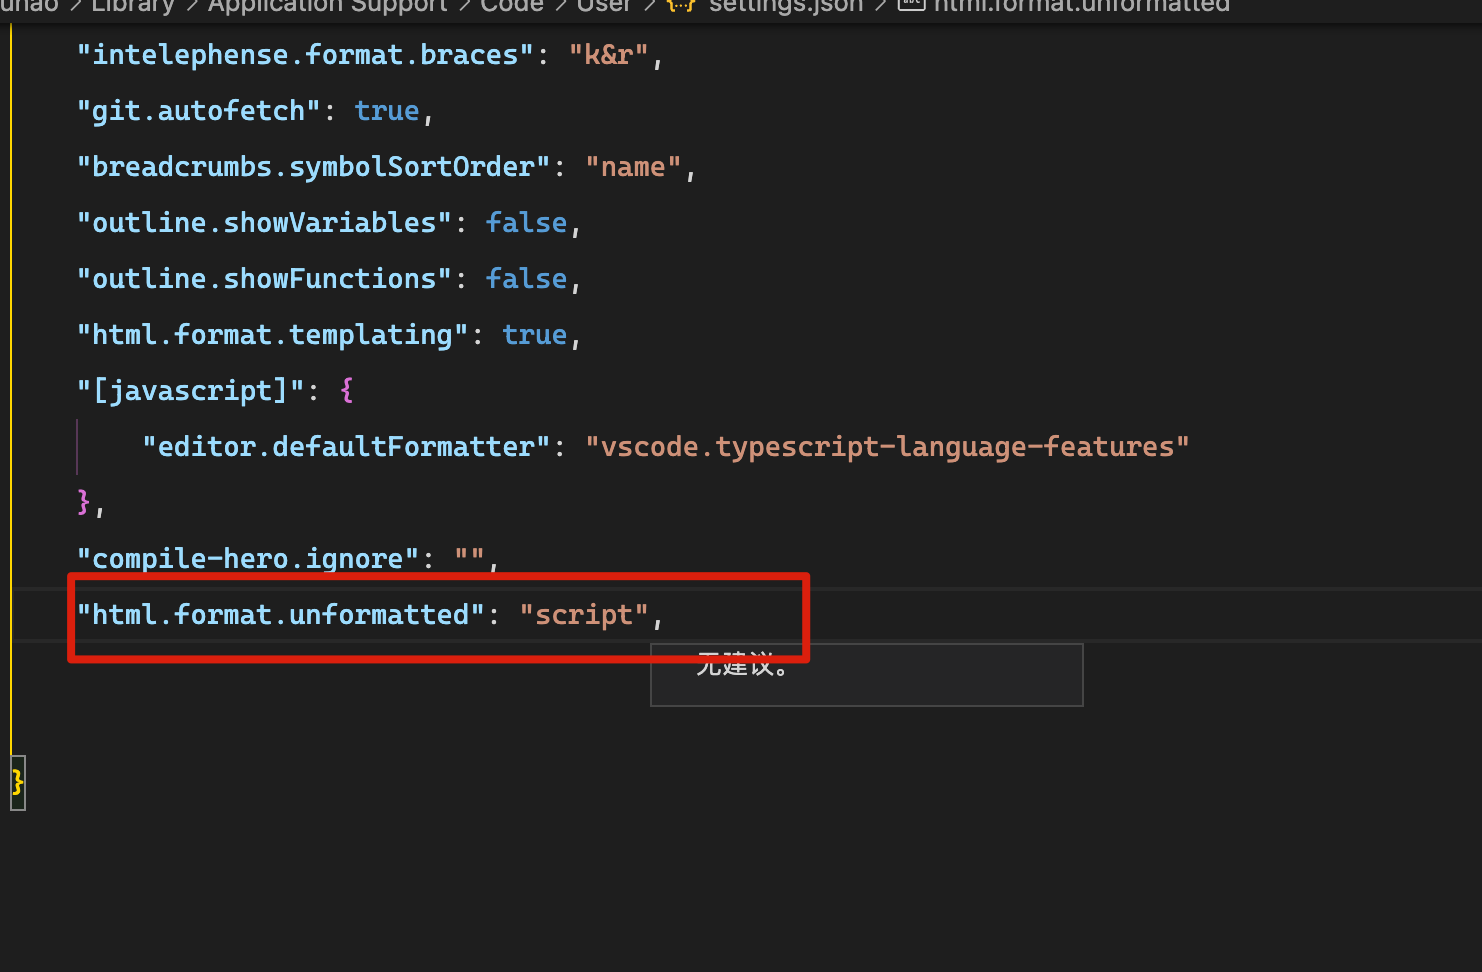 Library > Application Support > Code > User > {...} settings.json > html.format.unformatted
"intelephense.format.braces": "k&r",
"git.autofetch": true,
"breadcrumbs.symbolSortOrder": "name",
"outline.showVariables": false,
"outline.showFunctions": false,
"html.format.templating": true,
"[javascript]": {
"editor.defaultFormatter": "vscode.typescript-language-features"
},
"compile-hero.ignore": "",
"html.format.unformatted": "script",
无建议。
}